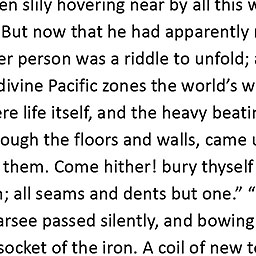 en slily hovering near by all this w
But now that he had apparently
er person was a riddle to unfold; a
divine Pacific zones the world's w
ere life itself, and the heavy beatin
ough the floors and walls, came u
them. Come hither! bury thyself
; all seams and dents but one.” “
arsee passed silently, and bowing
socket of the iron. A coil of new t